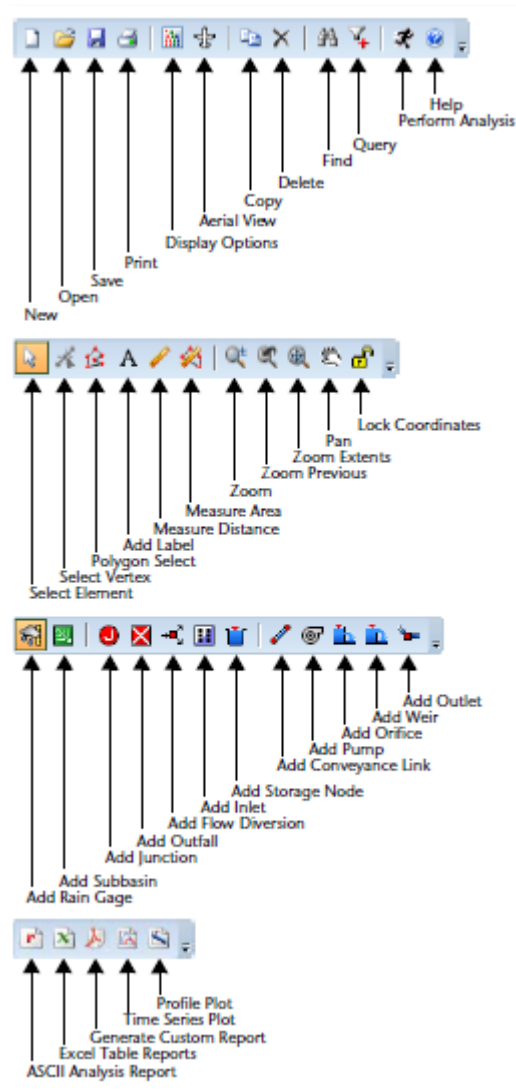 Help
Perform Analysis
Query
Find
Delete
Copy
Aerial View
Display Options
Print
Save
Open
New
A
Lock Coordinates
Pan
Zoom Extents
Zoom Previous
Zoom
Measure Area
Measure Distance
Add Label
Polygon Select
Select Vertex
Select Element
J
Add Outlet
Add Weir
Add Orifice
Add Pump
Add Conveyance Link
Add Storage Node
Add Inlet
Add Flow Diversion
Add Outfall
Add Junction
Add Subbasin
Add Rain Gage
Profile Plot
Time Series Plot
Generate Custom Report
Excel Table Reports
ASCII Analysis Report